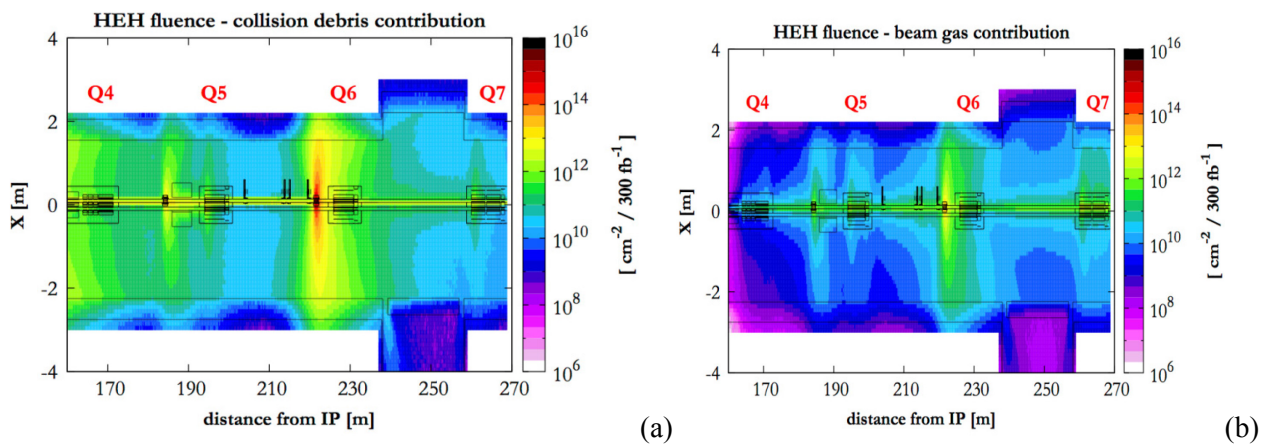 HEH fluence - collision debris contribution
4
2
0
-2
-4
X [m]
Q4
Q5
Q6
Q7
170
190
210
230
250
270
distance from IP [m]
10^16
10^14
10^12
10^10
10^8
10^6
[ cm^-2 / 300 fb^-1 ]
(a)
HEH fluence - beam gas contribution
4
2
0
-2
-4
X [m]
Q4
Q5
Q6
Q7
170
190
210
230
250
270
distance from IP [m]
10^16
10^14
10^12
10^10
10^8
10^6
[ cm^-2 / 300 fb^-1 ]
(b)